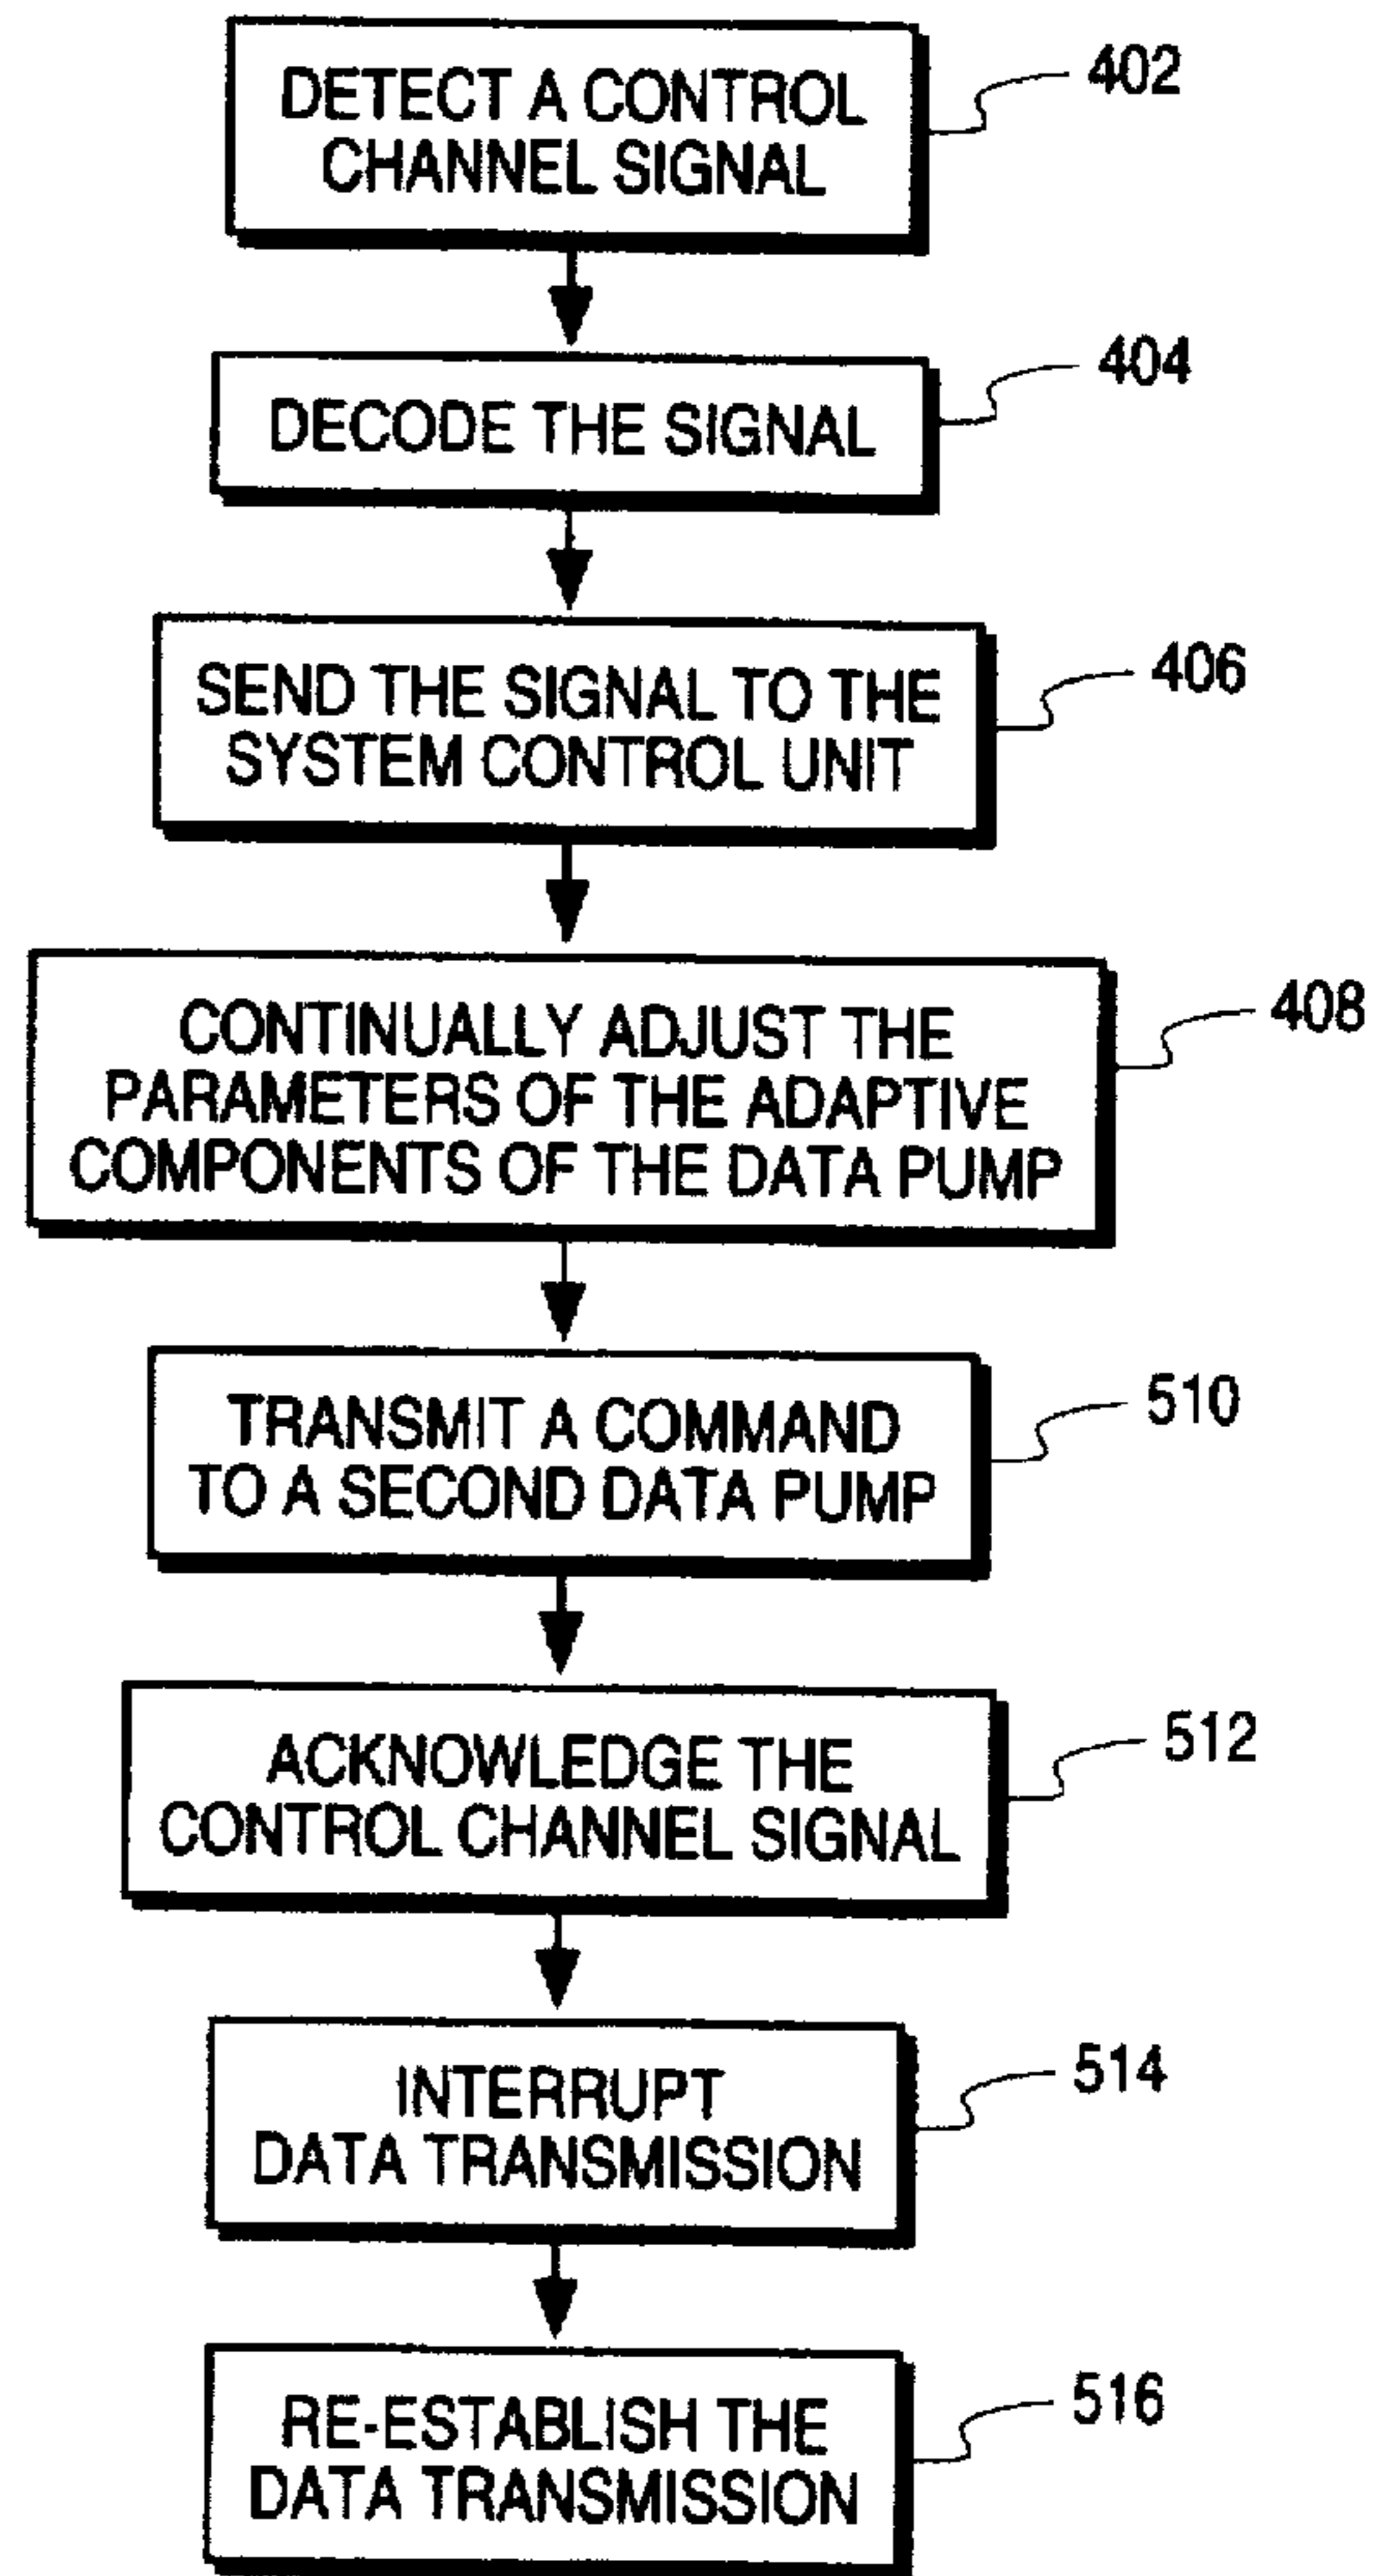 DETECT A CONTROL
CHANNEL SIGNAL
402
DECODE THE SIGNAL
404
SEND THE SIGNAL TO THE
SYSTEM CONTROL UNIT
406
CONTINUALLY ADJUST THE
PARAMETERS OF THE ADAPTIVE
COMPONENTS OF THE DATA PUMP
408
TRANSMIT A COMMAND
TO A SECOND DATA PUMP
510
ACKNOWLEDGE THE
CONTROL CHANNEL SIGNAL
512
INTERRUPT
DATA TRANSMISSION
514
RE-ESTABLISH THE
DATA TRANSMISSION
516